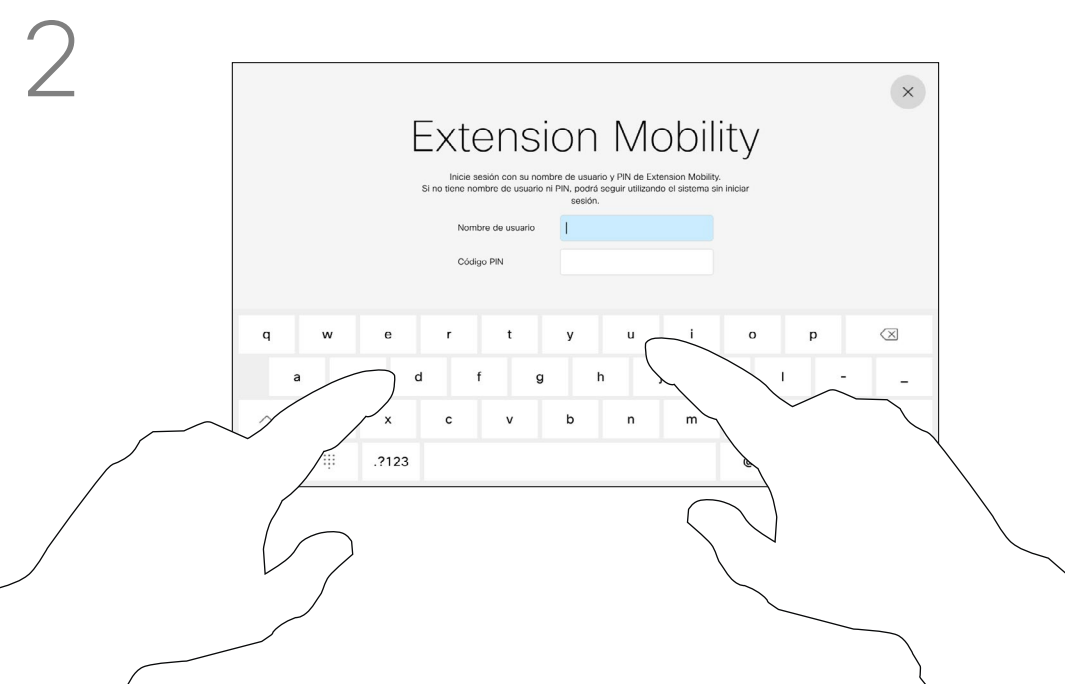 2
Extension Mobility
Inicie sesión con su nombre de usuario y PIN de Extension Mobility.
Si no tiene nombre de usuario ni PIN, podrá seguir utilizando el sistema sin iniciar
sesión.
Nombre de usuario
Código PIN
q w e r t y u i o p
a d f g h l - _
x c v b n m
.?123